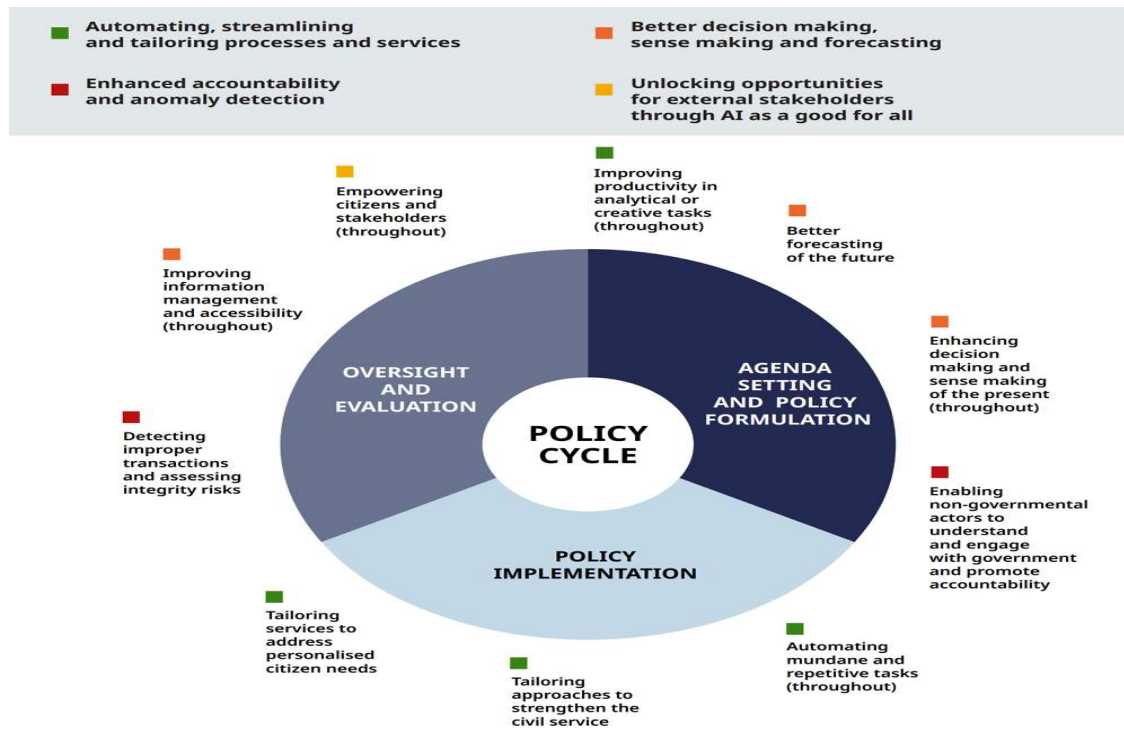 Automating, streamlining
and tailoring processes and services
Better decision making,
sense making and forecasting
Enhanced accountability
and anomaly detection
Unlocking opportunities
for external stakeholders
through AI as a good for all
Improving
productivity in
analytical or
creative tasks
(throughout)
Better
forecasting
of the future
Enhancing
decision
making and
sense making
of the present
(throughout)
Enabling
non-governmental
actors to
understand
and engage
with government
and promote
accountability
Automating
mundane and
repetitive tasks
(throughout)
Tailoring
approaches to
strengthen the
civil service
Tailoring
services to
address
personalised
citizen needs
Detecting
improper
transactions
and assessing
integrity risks
Improving
information
management
and accessibility
(throughout)
Empowering
citizens and
stakeholders
(throughout)
OVERSIGHT
AND
EVALUATION
AGENDA
SETTING
AND POLICY
FORMULATION
POLICY
CYCLE
POLICY
IMPLEMENTATION